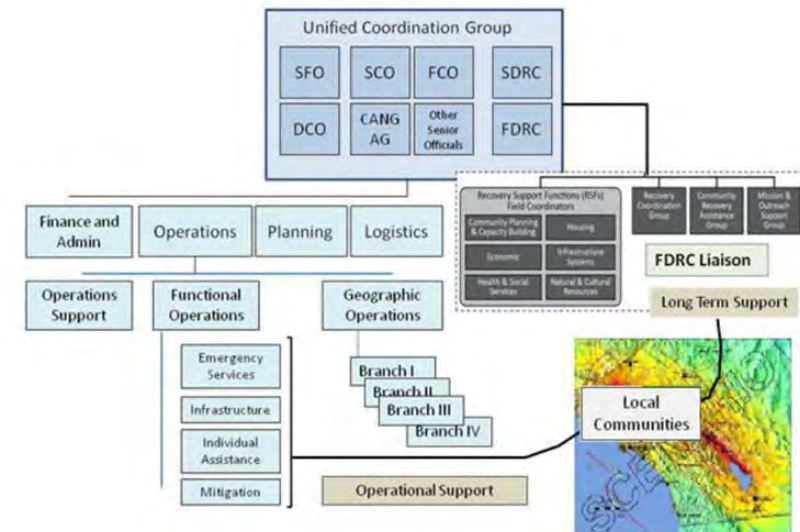 Unified Coordination Group
SFO
SCO
FCO
SDRC
DCO
CANG
AG
Other
Senior
Officials
FDRC
Recovery Support Functions (RSFs)
Field Coordinators
Community Planning
& Capacity Building
Housing
Economic
Infrastructure
Systems
Health & Social
Services
Natural & Cultural
Resources
Recovery
Coordination
Group
Community
Recovery
Assistance
Group
Mission &
Outreach
Support
Group
FDRC Liaison
Long Term Support
Finance and
Admin
Operations
Planning
Logistics
Operations
Support
Functional
Operations
Geographic
Operations
Emergency
Services
Infrastructure
Individual
Assistance
Mitigation
Branch I
Branch II
Branch III
Branch IV
Operational Support
Local
Communities